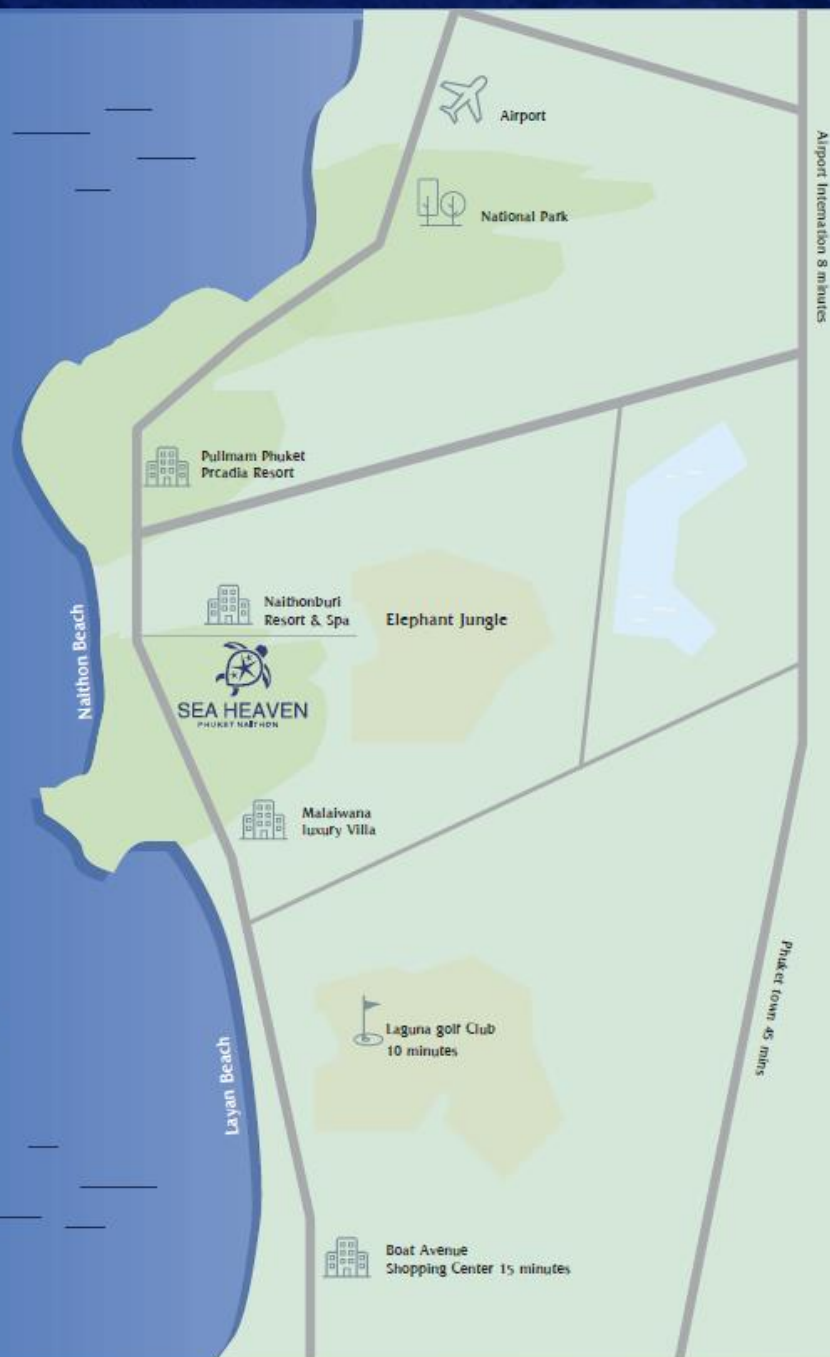 Airport
Airport Internation 8 minutes
National Park
Pullmam Phuket
Prcadia Resort
Naithonburi
Resort & Spa
Elephant Jungle
Naithon Beach
SEA HEAVEN
PHUKET NAITHON
Malaiwana
luxury Villa
Phuket town 45 mins
Laguna golf Club
10 minutes
Layan Beach
Boat Avenue
Shopping Center 15 minutes